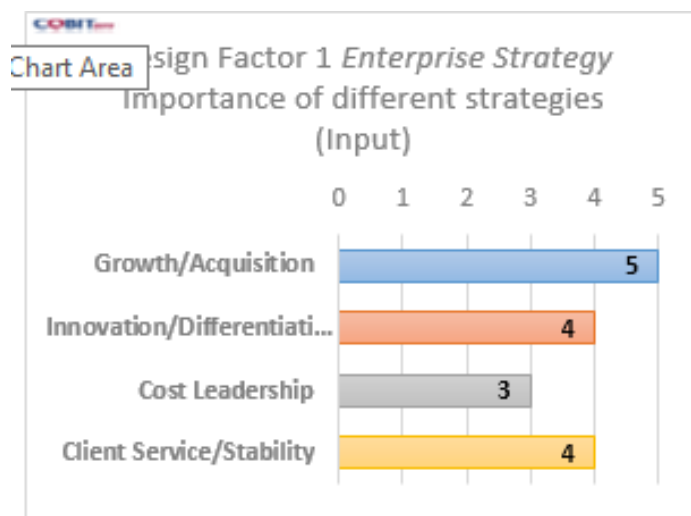 COBIT
Chart Area
esign Factor 1 Enterprise Strategy
Importance of different strategies
(Input)
0 1 2 3 4 5
Growth/Acquisition 5
Innovation/Differentiati... 4
Cost Leadership 3
Client Service/Stability 4